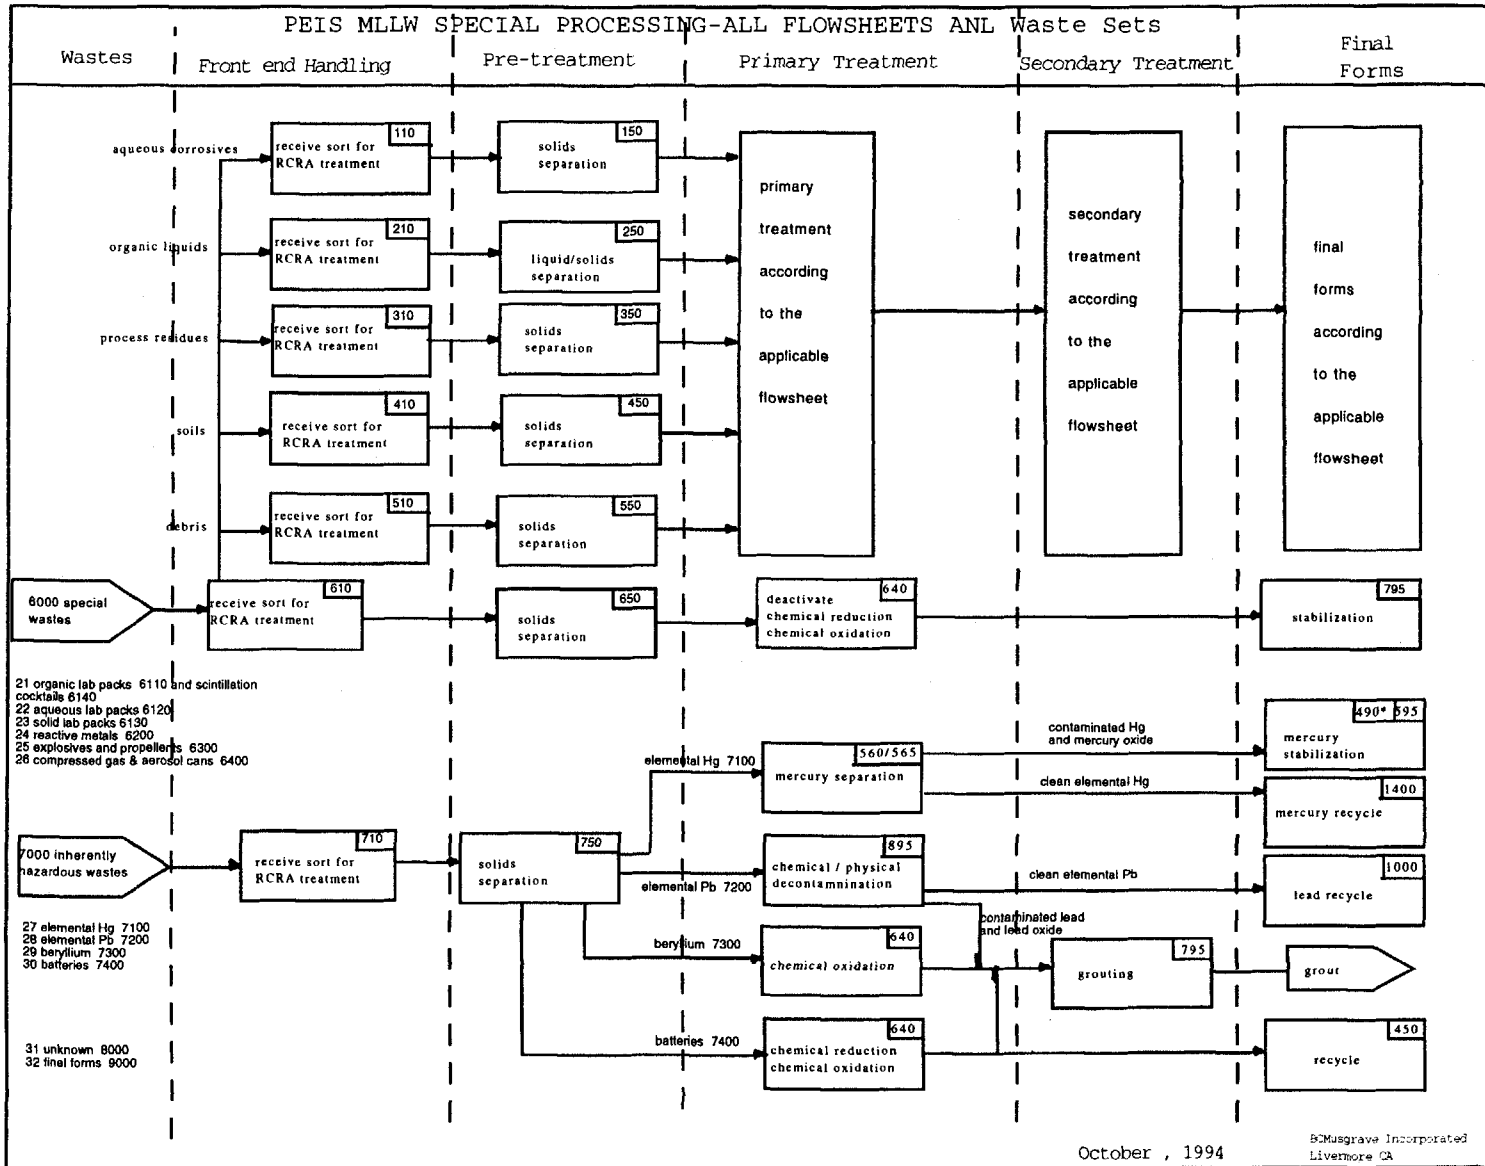 PEIS MLLW SPECIAL PROCESSING-ALL FLOWSHEETS ANL Waste Sets
Wastes
Front end Handling
Pre-treatment
Primary Treatment
Secondary Treatment
Final
Forms
aqueous corrosives
110
receive sort for
RCRA treatment
150
solids
separation
organic liquids
210
receive sort for
RCRA treatment
250
liquid/solids
separation
process residues
310
receive sort for
RCRA treatment
350
solids
separation
soils
410
receive sort for
RCRA treatment
450
solids
separation
debris
510
receive sort for
RCRA treatment
550
solids
separation
primary
treatment
according
to the
applicable
flowsheet
secondary
treatment
according
to the
applicable
flowsheet
final
forms
according
to the
applicable
flowsheet
6000 special
wastes
610
receive sort for
RCRA treatment
650
solids
separation
640
deactivate
chemical reduction
chemical oxidation
795
stabilization
21 organic lab packs 6110 and scintillation
cocktails 6140
22 aqueous lab packs 6120
23 solid lab packs 6130
24 reactive metals 6200
25 explosives and propellents 6300
26 compressed gas & aerosol cans 6400
7000 inherently
hazardous wastes
710
receive sort for
RCRA treatment
750
solids
separation
elemental Hg 7100
560/565
mercury separation
contaminated Hg
and mercury oxide
490* 595
mercury
stabilization
clean elemental Hg
1400
mercury recycle
elemental Pb 7200
895
chemical / physical
decontamnination
clean elemental Pb
1000
lead recycle
contaminated lead
and lead oxide
beryllium 7300
640
chemical oxidation
795
grouting
grout
batteries 7400
640
chemical reduction
chemical oxidation
450
recycle
27 elemental Hg 7100
28 elemental Pb 7200
29 beryllium 7300
30 batteries 7400
31 unknown 8000
32 final forms 9000
October , 1994
BCMusgrave Incorporated
Livermore CA